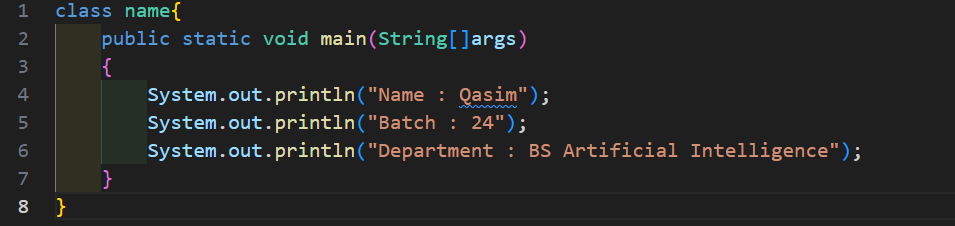 1 class name{
2     public static void main(String[]args)
3     {
4         System.out.println("Name : Qasim");
5         System.out.println("Batch : 24");
6         System.out.println("Department : BS Artificial Intelligence");
7     }
8 }